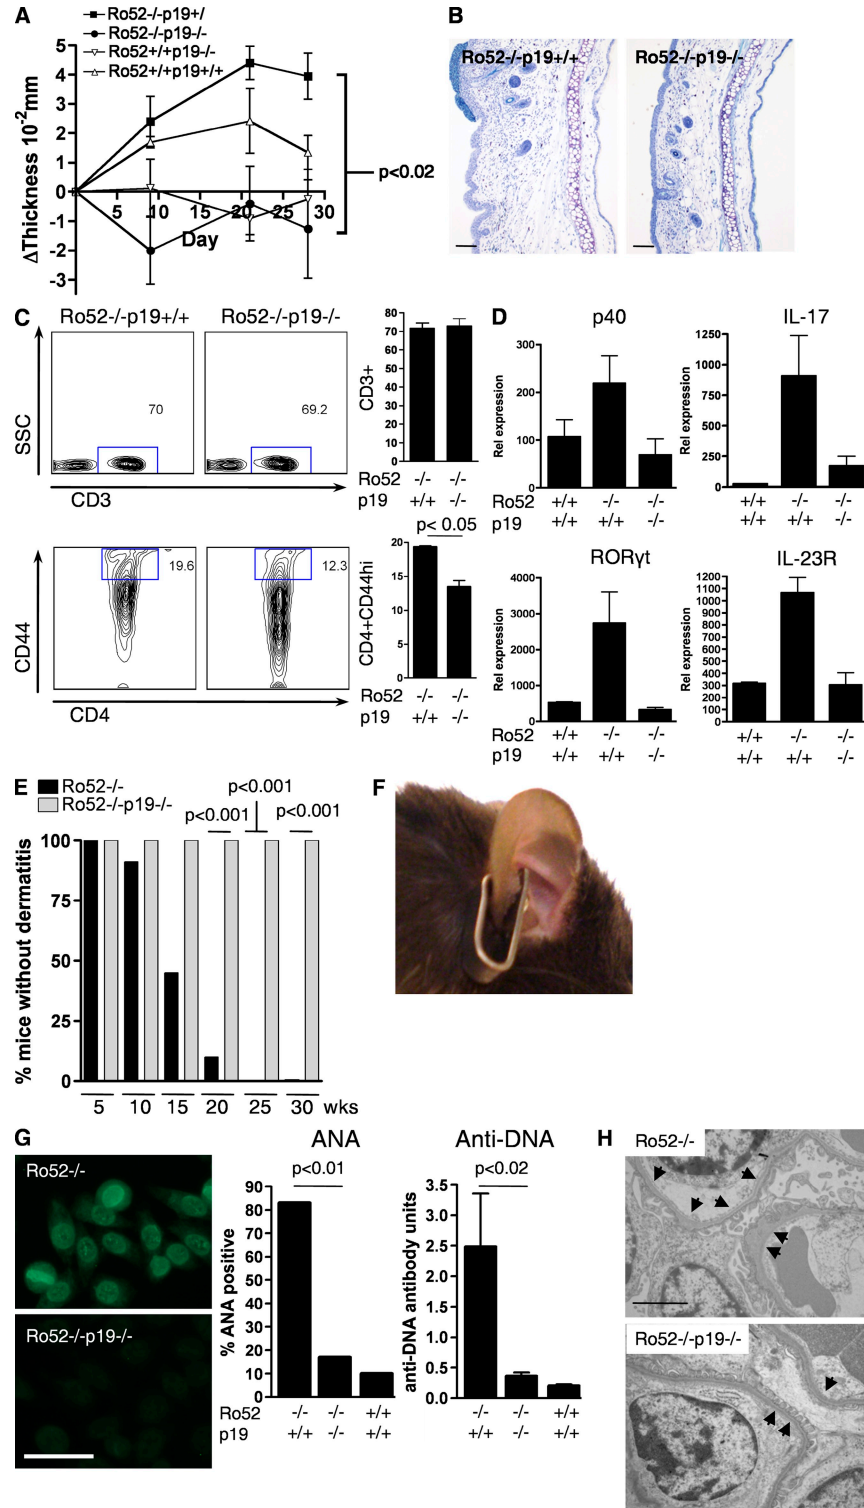 A
Ro52-/-p19+/
Ro52-/-p19-/-
Ro52+/+p19-/-
Ro52+/+p19+/+
ΔThickness 10-2mm
5
4
3
2
1
0
-1
-2
-3
5 10 15 20 25 30
Day
p<0.02
B
Ro52-/-p19+/+
Ro52-/-p19-/-
C
Ro52-/-p19+/+
Ro52-/-p19-/-
SSC
70
69.2
CD3
CD3+
80
70
60
50
40
30
20
10
0
Ro52 -/- -/-
p19 +/+ -/-
CD44
19.6
12.3
CD4
p< 0.05
CD4+CD44hi
20
15
10
5
0
Ro52 -/- -/-
p19 +/+ -/-
D
p40
Rel expression
300
200
100
0
Ro52 +/+ -/- -/-
p19 +/+ +/+ -/-
IL-17
Rel expression
1250
1000
750
500
250
0
+/+ -/- -/-
+/+ +/+ -/-
RORγt
Rel expression
4000
3000
2000
1000
0
Ro52 +/+ -/- -/-
p19 +/+ +/+ -/-
IL-23R
Rel expression
1200
1100
1000
900
800
700
600
500
400
300
200
100
0
+/+ -/- -/-
+/+ +/+ -/-
E
Ro52-/-
Ro52-/-p19-/-
p<0.001
p<0.001
p<0.001
% mice without dermatitis
100
75
50
25
0
5 10 15 20 25 30 wks
F
G
Ro52-/-
Ro52-/-p19-/-
ANA
p<0.01
% ANA positive
90
80
70
60
50
40
30
20
10
0
Ro52 -/- -/- +/+
p19 +/+ -/- +/+
Anti-DNA
p<0.02
anti-DNA antibody units
3.5
3.0
2.5
2.0
1.5
1.0
0.5
0.0
-/- -/- +/+
+/+ -/- +/+
H
Ro52-/-
Ro52-/-p19-/-